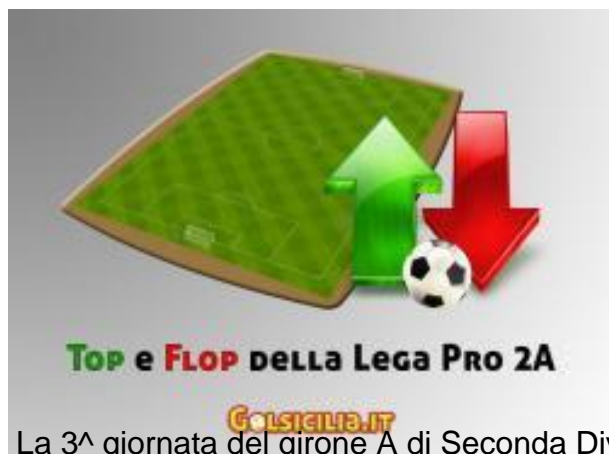 Top e Flop della Lega Pro 2A
Golsicilia.it
La 3^ giornata del girone A di Seconda Div